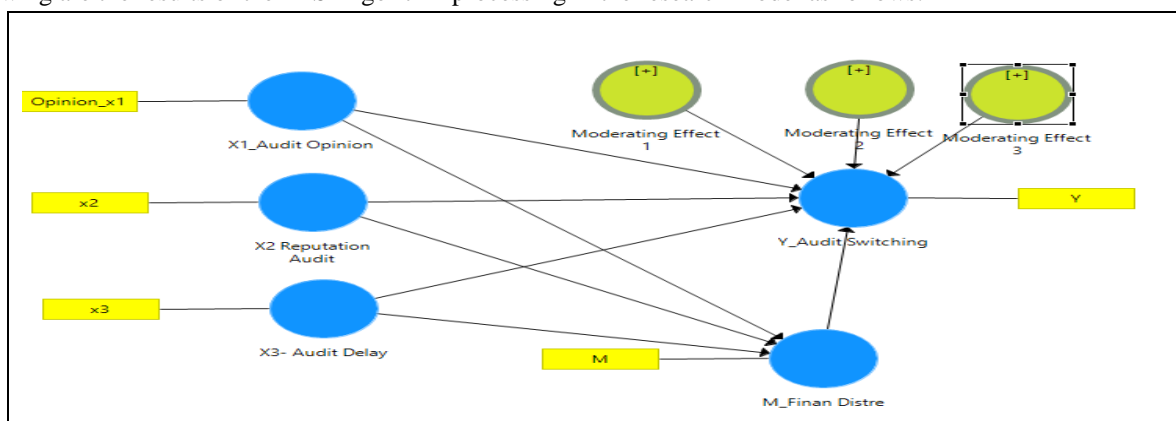 [+]
[+]
[+]
Opinion_x1
X1_Audit Opinion
Moderating Effect
1
Moderating Effect
2
Moderating Effect
3
x2
X2 Reputation
Audit
Y
Y_Audit Switching
x3
X3- Audit Delay
M
M_Finan Distre